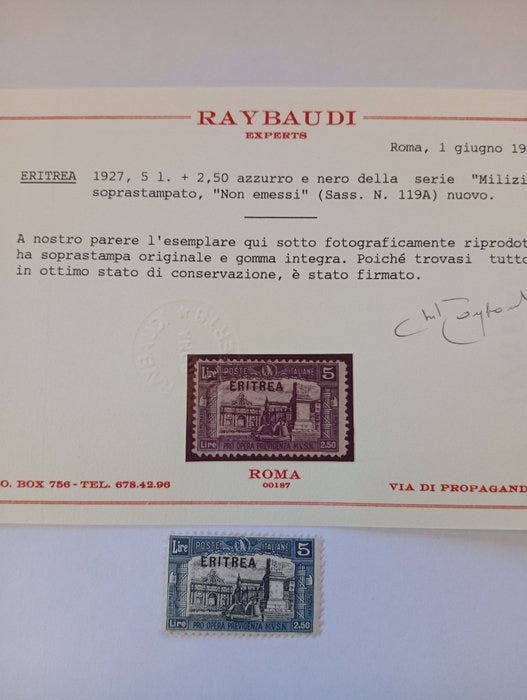 RAYBAUDI
EXPERTS
Roma, 1 giugno 19
ERITREA 1927, 5 l. + 2,50 azzurro e nero della serie "Milizi
soprastampato, "Non emessi" (Sass. N. 119A) nuovo.
A nostro parere l'esemplare qui sotto fotograficamente riprodot
ha soprastampa originale e gomma integra. Poiché trovasi tutto
in ottimo stato di conservazione, è stato firmato.
Lire POSTE ITALIANE 5
ERITREA
Lire PRO OPERA PREVIDENZA M.V.S.N. 2,50
ROMA
00187
O. BOX 756 - TEL. 678.42.96
VIA DI PROPAGAND
Lire POSTE ITALIANE 5
ERITREA
Lire PRO OPERA PREVIDENZA M.V.S.N. 2,50